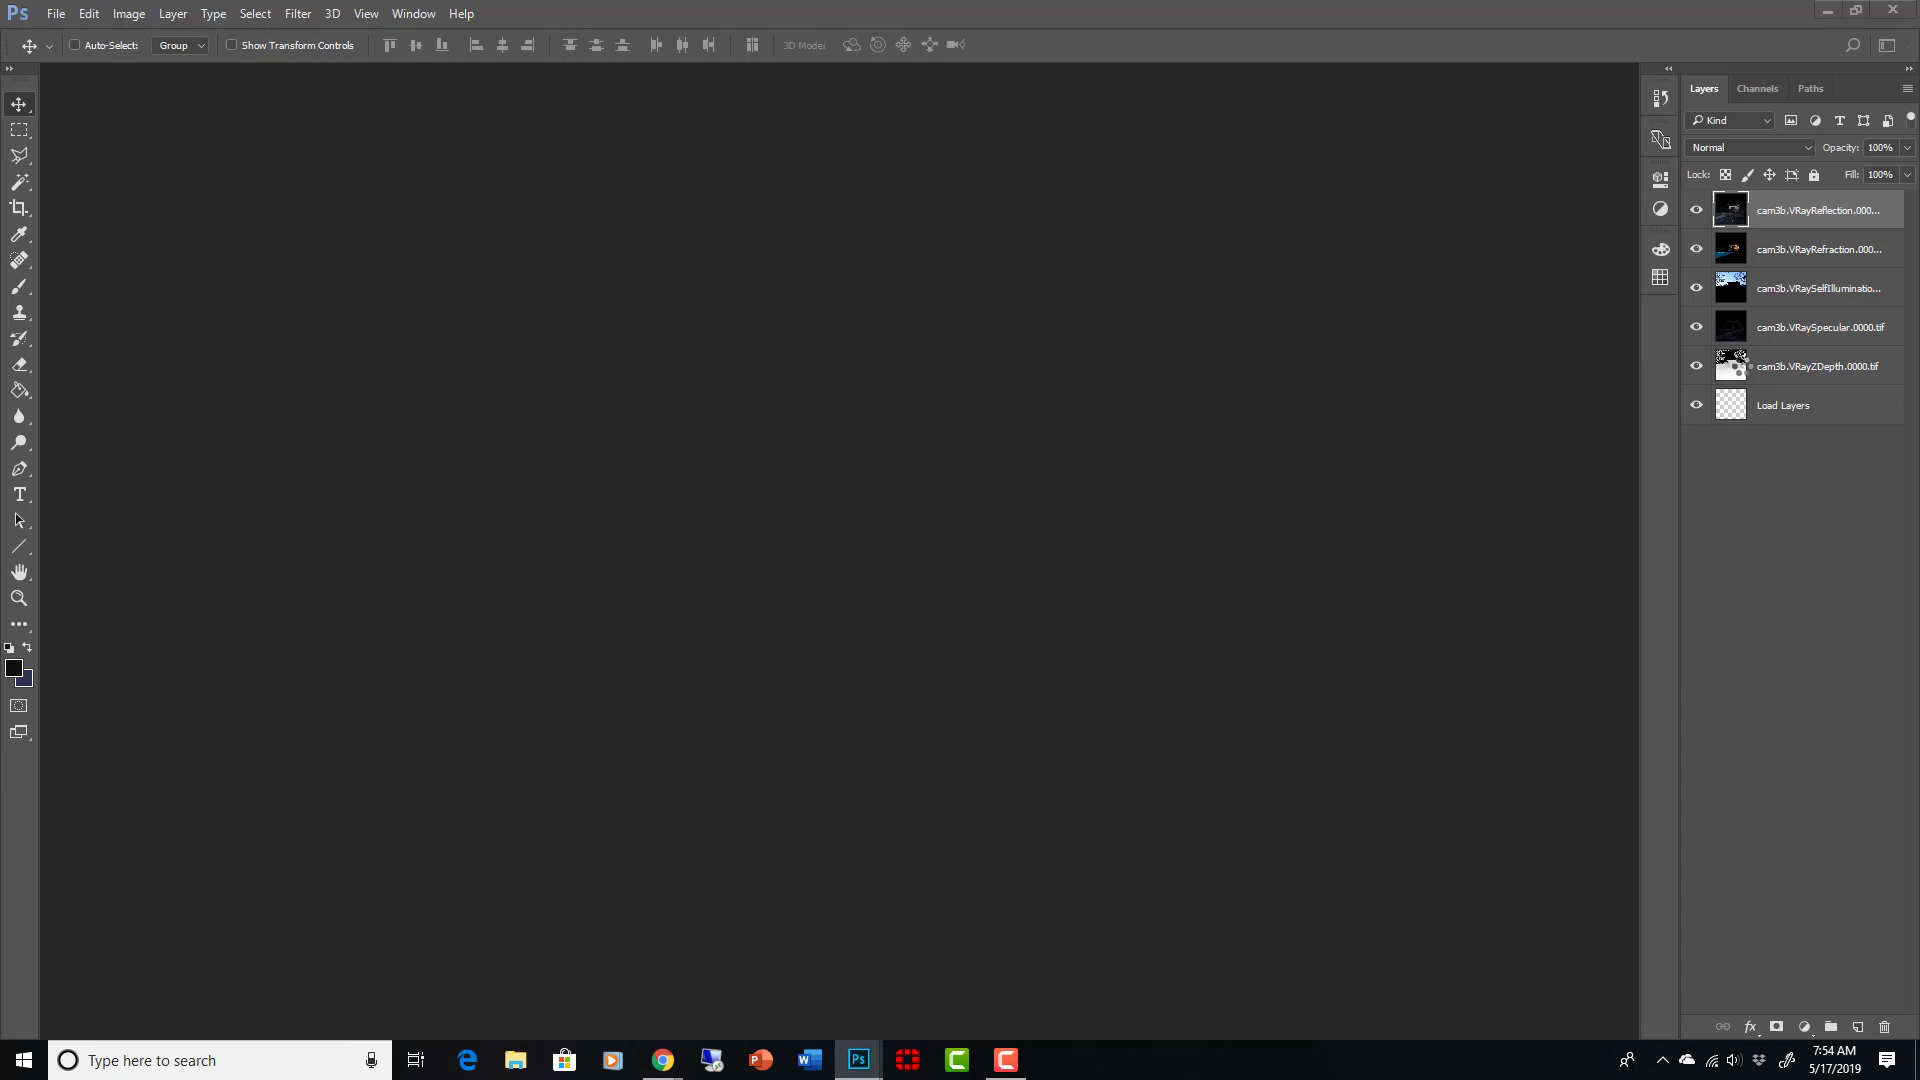 Ps File Edit Image Layer Type Select Filter 3D View Window Help
Auto-Select: Group Show Transform Controls 3D Mode:
Layers Channels Paths
Kind
Normal Opacity: 100%
Lock: Fill: 100%
cam3b.VRayReflection.000...
cam3b.VRayRefraction.000...
cam3b.VRaySelfIlluminatio...
cam3b.VRaySpecular.0000.tif
cam3b.VRayZDepth.0000.tif
Load Layers
fx
Type here to search
7:54 AM
5/17/2019